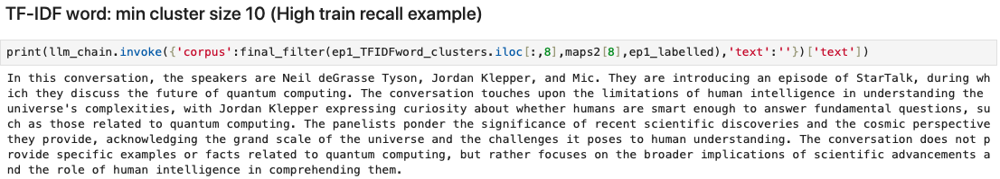 TF-IDF word: min cluster size 10 (High train recall example)
print(llm_chain.invoke({'corpus':final_filter(ep1_TFIDFword_clusters.iloc[:,8],maps2[8],ep1_labelled),'text':''})['text'])
In this conversation, the speakers are Neil deGrasse Tyson, Jordan Klepper, and Mic. They are introducing an episode of StarTalk, during wh
ich they discuss the future of quantum computing. The conversation touches upon the limitations of human intelligence in understanding the
universe's complexities, with Jordan Klepper expressing curiosity about whether humans are smart enough to answer fundamental questions, su
ch as those related to quantum computing. The panelists ponder the significance of recent scientific discoveries and the cosmic perspective
they provide, acknowledging the grand scale of the universe and the challenges it poses to human understanding. The conversation does not p
rovide specific examples or facts related to quantum computing, but rather focuses on the broader implications of scientific advancements a
nd the role of human intelligence in comprehending them.